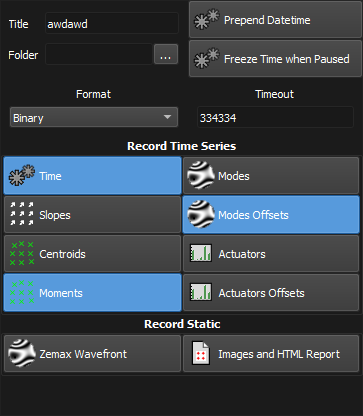 Title awdawd Prepend Datetime
Folder ... Freeze Time when Paused
Format Timeout
Binary 334334
Record Time Series
Time Modes
Slopes Modes Offsets
Centroids Actuators
Moments Actuators Offsets
Record Static
Zemax Wavefront Images and HTML Report